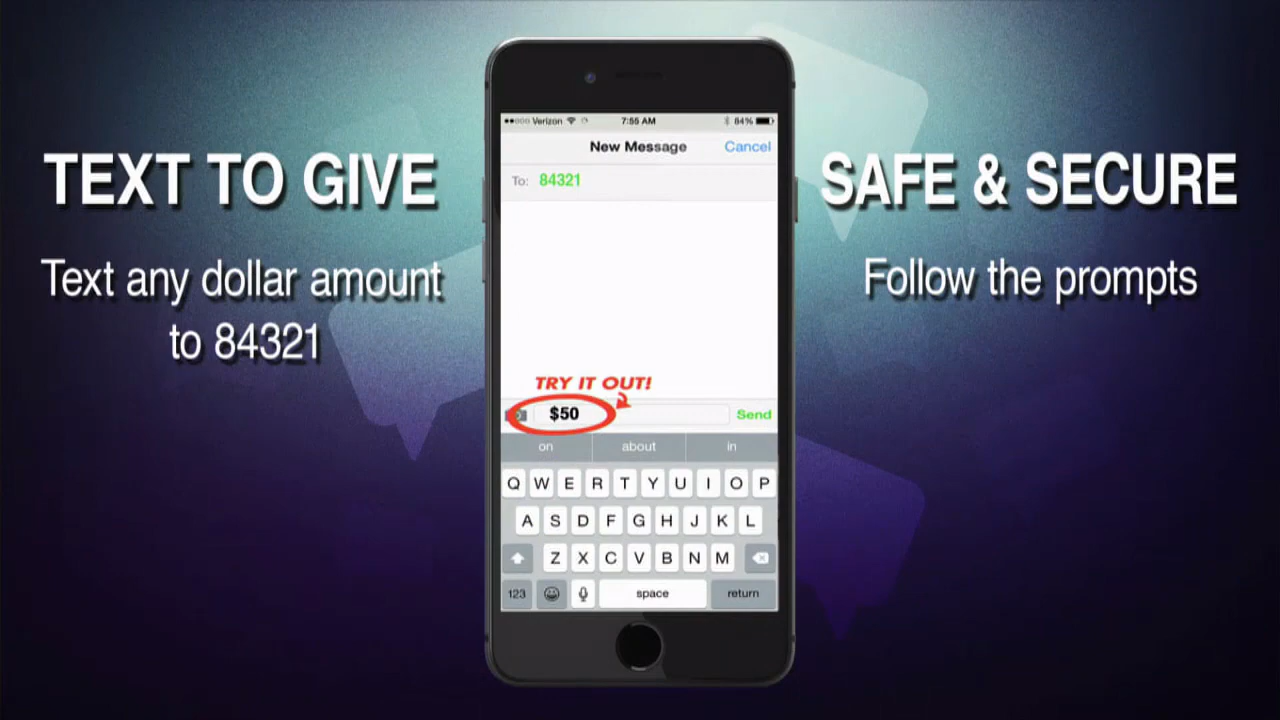 TEXT TO GIVE
Text any dollar amount
to 84321
SAFE & SECURE
Follow the prompts
Verizon 7:55 AM 84%
New Message Cancel
To: 84321
TRY IT OUT!
$50 Send
on about in
Q W E R T Y U I O P
A S D F G H J K L
Z X C V B N M
123 space return